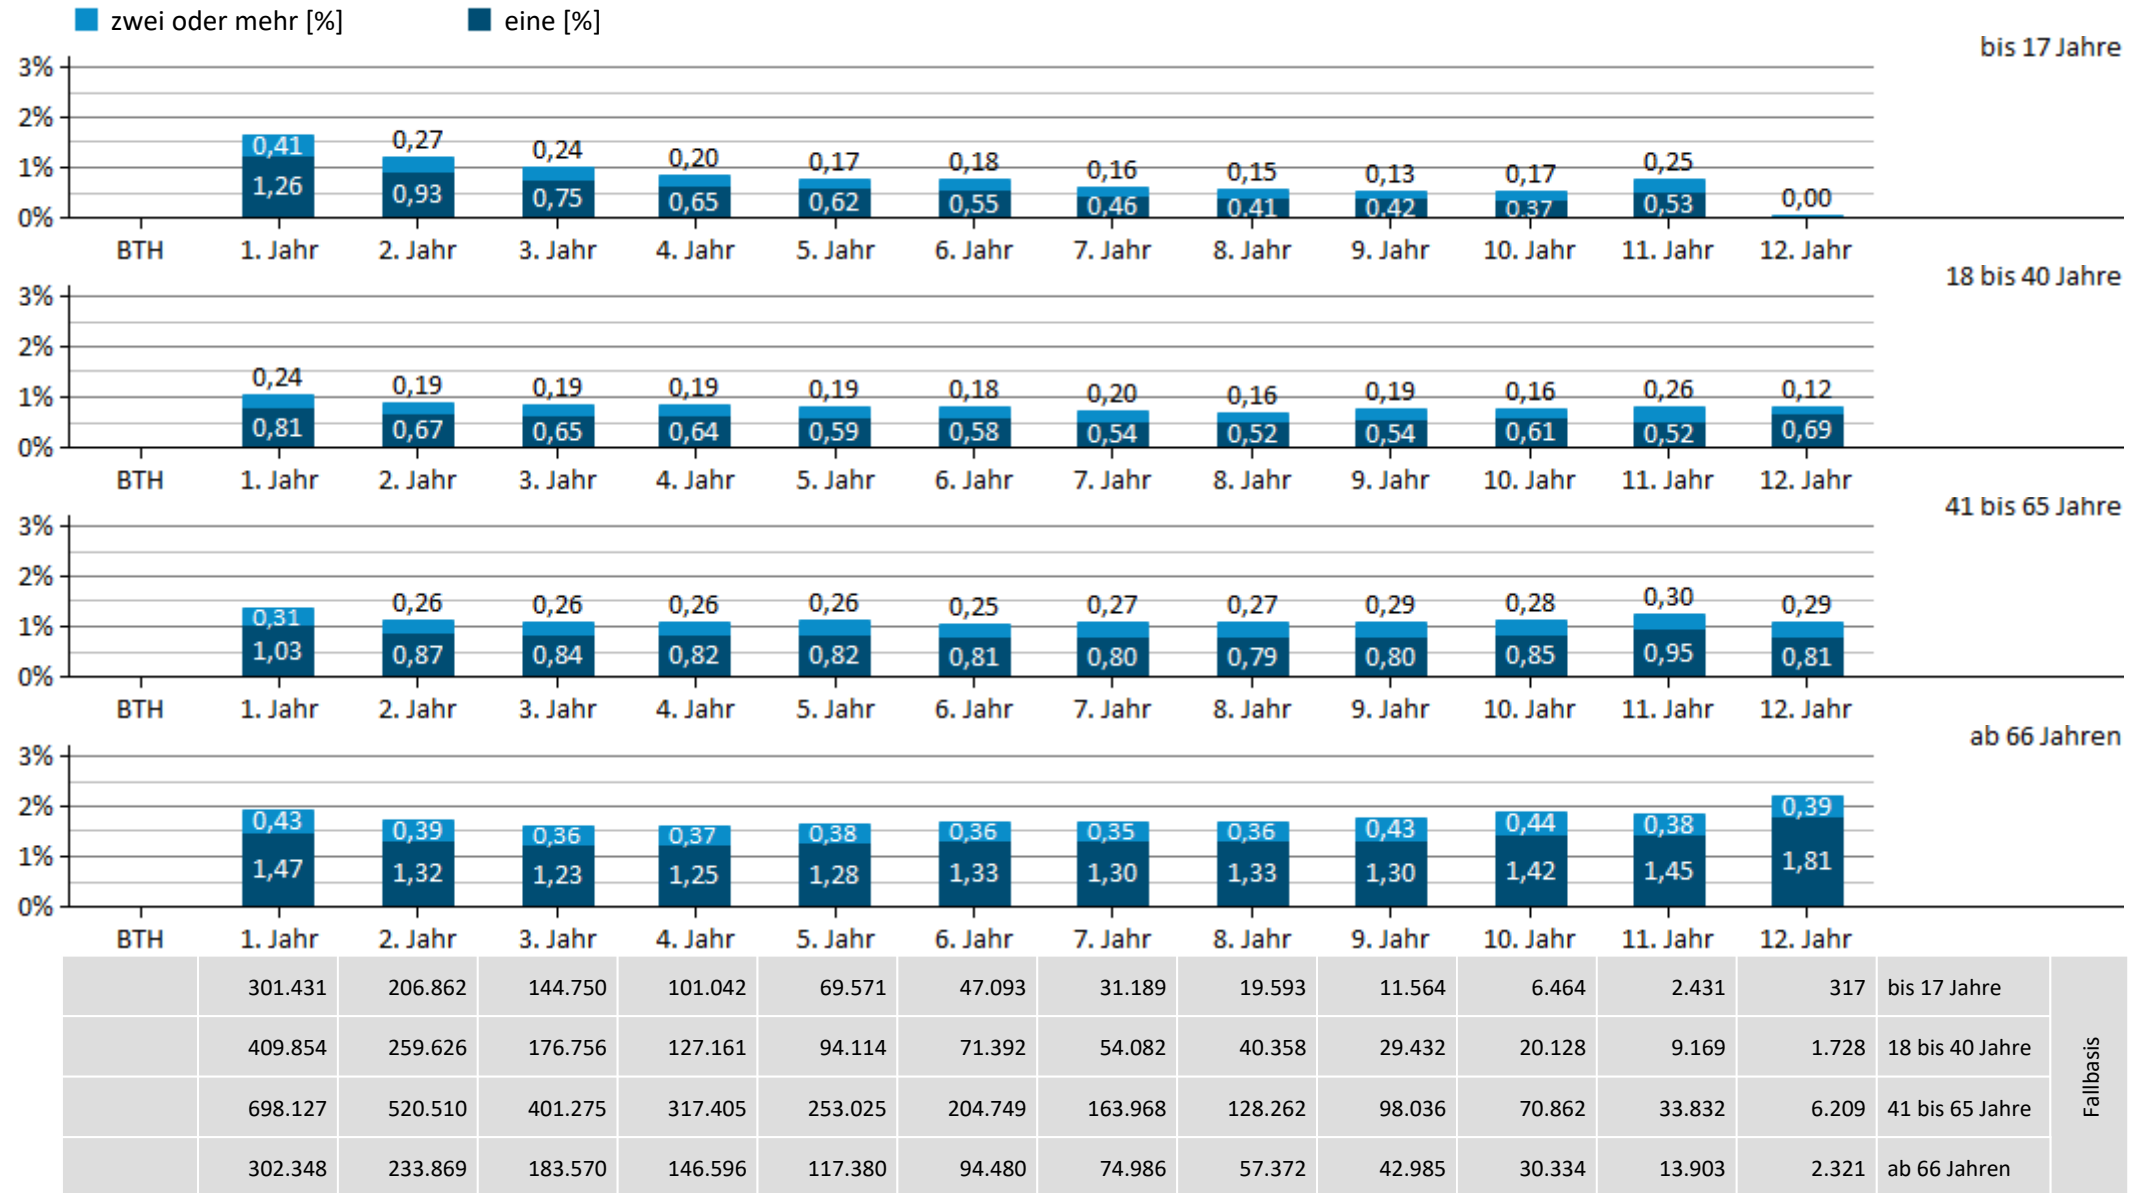 zwei oder mehr [%] eine [%]
bis 17 Jahre
3%
2%
1%
0%
0,41 0,27 0,24 0,20 0,17 0,18 0,16 0,15 0,13 0,17 0,25 0,00
1,26 0,93 0,75 0,65 0,62 0,55 0,46 0,41 0,42 0,37 0,53
BTH 1. Jahr 2. Jahr 3. Jahr 4. Jahr 5. Jahr 6. Jahr 7. Jahr 8. Jahr 9. Jahr 10. Jahr 11. Jahr 12. Jahr
18 bis 40 Jahre
3%
2%
1%
0%
0,24 0,19 0,19 0,19 0,19 0,18 0,20 0,16 0,19 0,16 0,26 0,12
0,81 0,67 0,65 0,64 0,59 0,58 0,54 0,52 0,54 0,61 0,52 0,69
BTH 1. Jahr 2. Jahr 3. Jahr 4. Jahr 5. Jahr 6. Jahr 7. Jahr 8. Jahr 9. Jahr 10. Jahr 11. Jahr 12. Jahr
41 bis 65 Jahre
3%
2%
1%
0%
0,31 0,26 0,26 0,26 0,26 0,25 0,27 0,27 0,29 0,28 0,30 0,29
1,03 0,87 0,84 0,82 0,82 0,81 0,80 0,79 0,80 0,85 0,95 0,81
BTH 1. Jahr 2. Jahr 3. Jahr 4. Jahr 5. Jahr 6. Jahr 7. Jahr 8. Jahr 9. Jahr 10. Jahr 11. Jahr 12. Jahr
ab 66 Jahren
3%
2%
1%
0%
0,43 0,39 0,36 0,37 0,38 0,36 0,35 0,36 0,43 0,44 0,38 0,39
1,47 1,32 1,23 1,25 1,28 1,33 1,30 1,33 1,30 1,42 1,45 1,81
BTH 1. Jahr 2. Jahr 3. Jahr 4. Jahr 5. Jahr 6. Jahr 7. Jahr 8. Jahr 9. Jahr 10. Jahr 11. Jahr 12. Jahr
301.431 206.862 144.750 101.042 69.571 47.093 31.189 19.593 11.564 6.464 2.431 317 bis 17 Jahre
409.854 259.626 176.756 127.161 94.114 71.392 54.082 40.358 29.432 20.128 9.169 1.728 18 bis 40 Jahre
698.127 520.510 401.275 317.405 253.025 204.749 163.968 128.262 98.036 70.862 33.832 6.209 41 bis 65 Jahre
302.348 233.869 183.570 146.596 117.380 94.480 74.986 57.372 42.985 30.334 13.903 2.321 ab 66 Jahren
Fallbasis